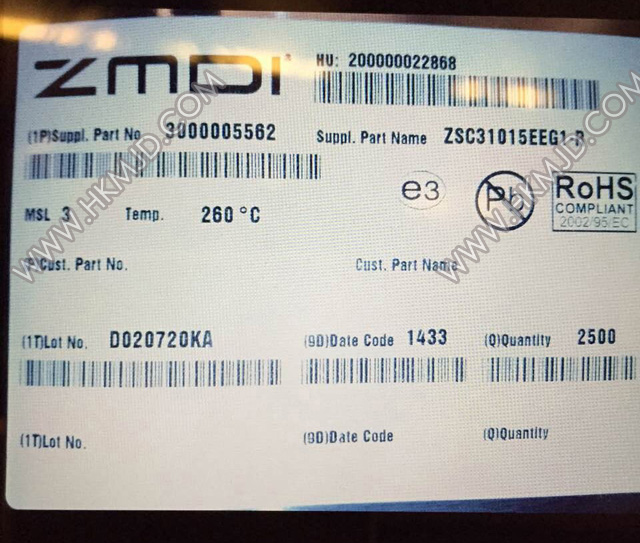 ZMDI
HU: 200000022868
(1P)Suppl. Part No. 3000005562
Suppl. Part Name ZSC31015EEG1-R
MSL 3 Temp. 260 °C
e3
Pb
RoHS
COMPLIANT
2002/95/EC
(P)Cust. Part No.
Cust. Part Name
(1T)Lot No. D020720KA
(9D)Date Code 1433
(Q)Quantity 2500
(1T)Lot No.
(9D)Date Code
(Q)Quantity
WWW.HKMJD.COM
WWW.HKMJD.COM